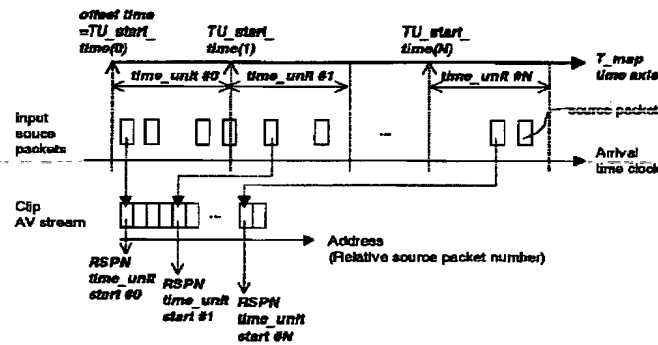 offset time
=TU_start_
time(0)
TU_start_
time(1)
TU_start_
time(N)
T_map
time axis
time_unit #0
time_unit #1
time_unit #N
source packet
input
souce
packets
...
Arrival
time clock
Clip
AV stream
...
Address
(Relative source packet number)
RSPN
time_unit
start #0
RSPN
time_unit
start #1
RSPN
time_unit
start #N